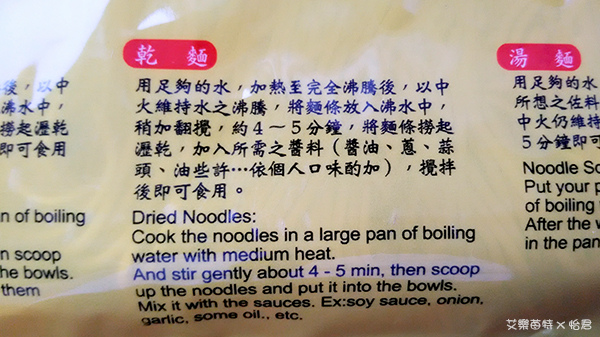 後，以中
沸水中，
撈起瀝乾
即可食用
n of boiling
n scoop
he bowls.
them
乾 麵
用足夠的水，加熱至完全沸騰後，以中
火維持水之沸騰，將麵條放入沸水中，
稍加翻攪，約4～5分鐘，將麵條撈起
瀝乾，加入所需之醬料（醬油、蔥、蒜
頭、油些許…依個人口味酌加），攪拌
後即可食用。
Dried Noodles:
Cook the noodles in a large pan of boiling
water with medium heat.
And stir gently about 4 - 5 min, then scoop
up the noodles and put it into the bowls.
Mix it with the sauces. Ex:soy sauce, onion,
garlic, some oil., etc.
湯 麵
用足夠的水
所想之佐料
中火仍維持
5分鐘即可
Noodle So
Put your p
of boiling
After the w
in the pan
艾樂芭特×怡君